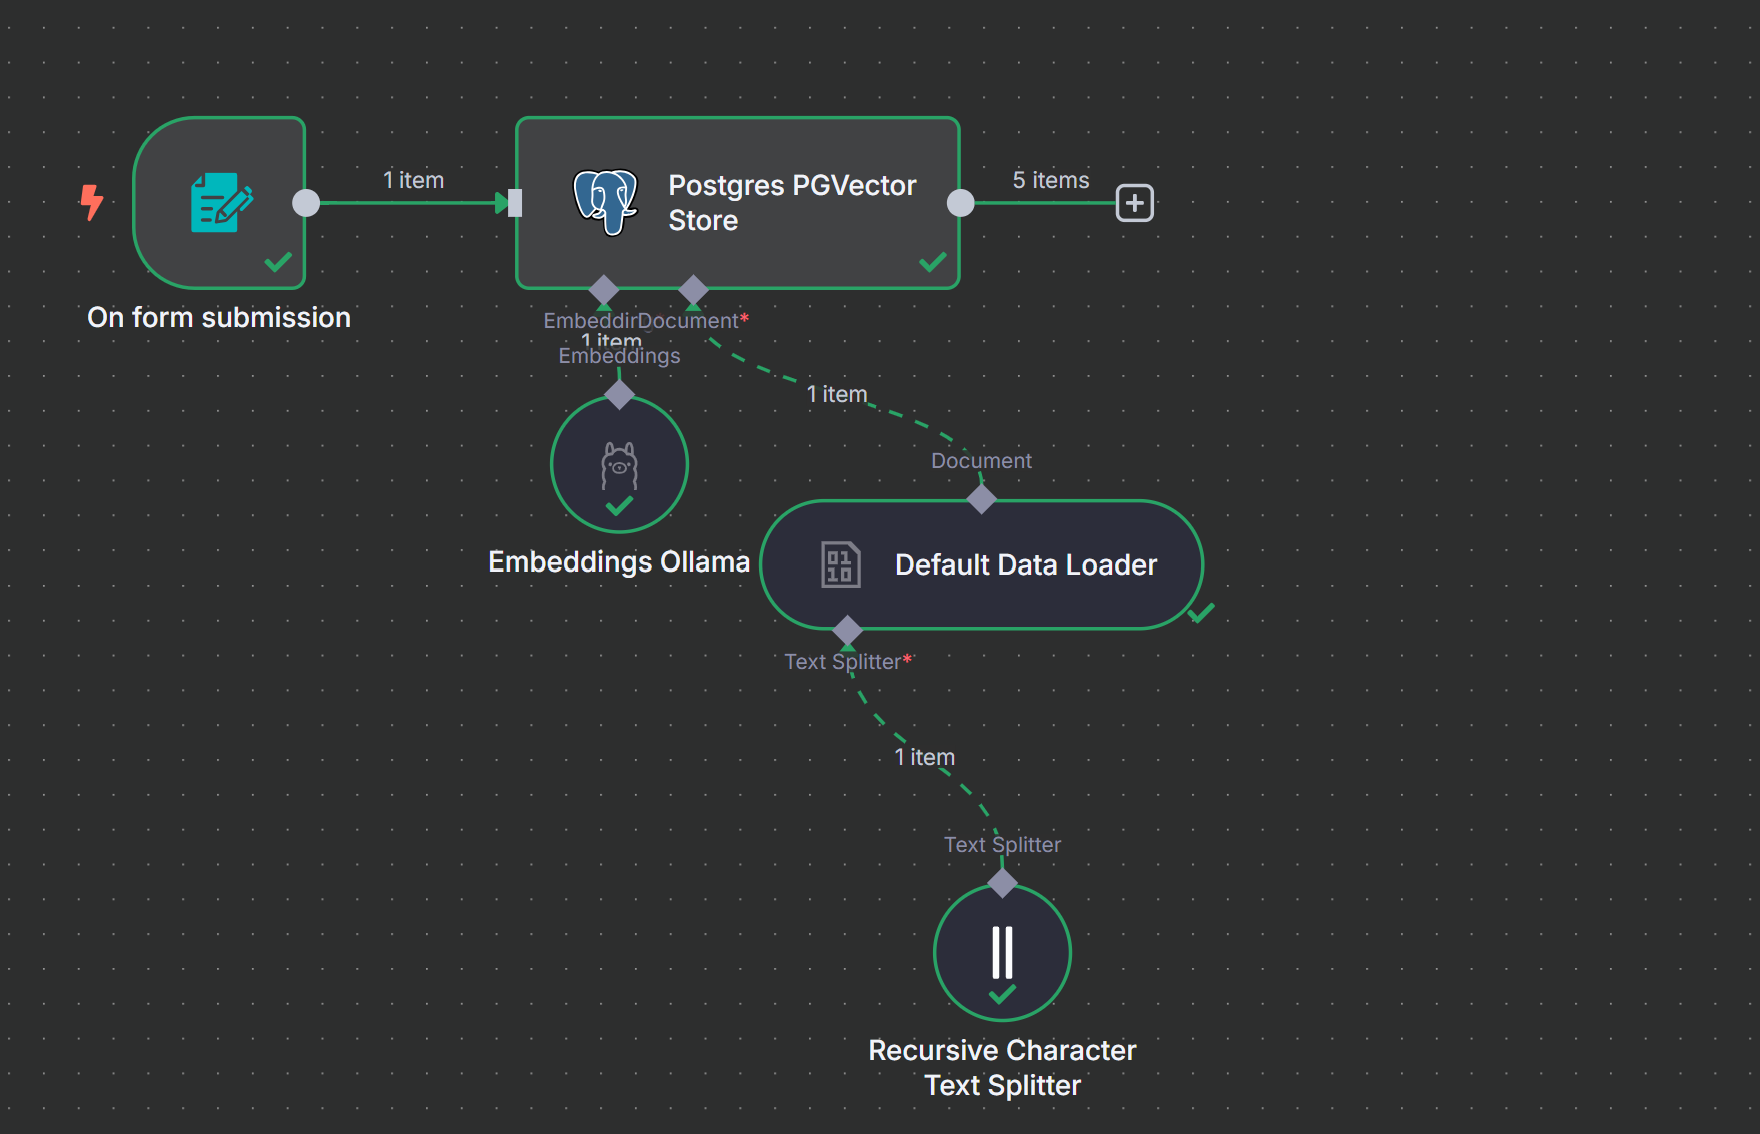 1 item
Postgres PGVector
Store
5 items
On form submission
Document*
1 item
Embeddings
1 item
Document
Embeddings Ollama
Default Data Loader
Text Splitter*
1 item
Text Splitter
Recursive Character
Text Splitter